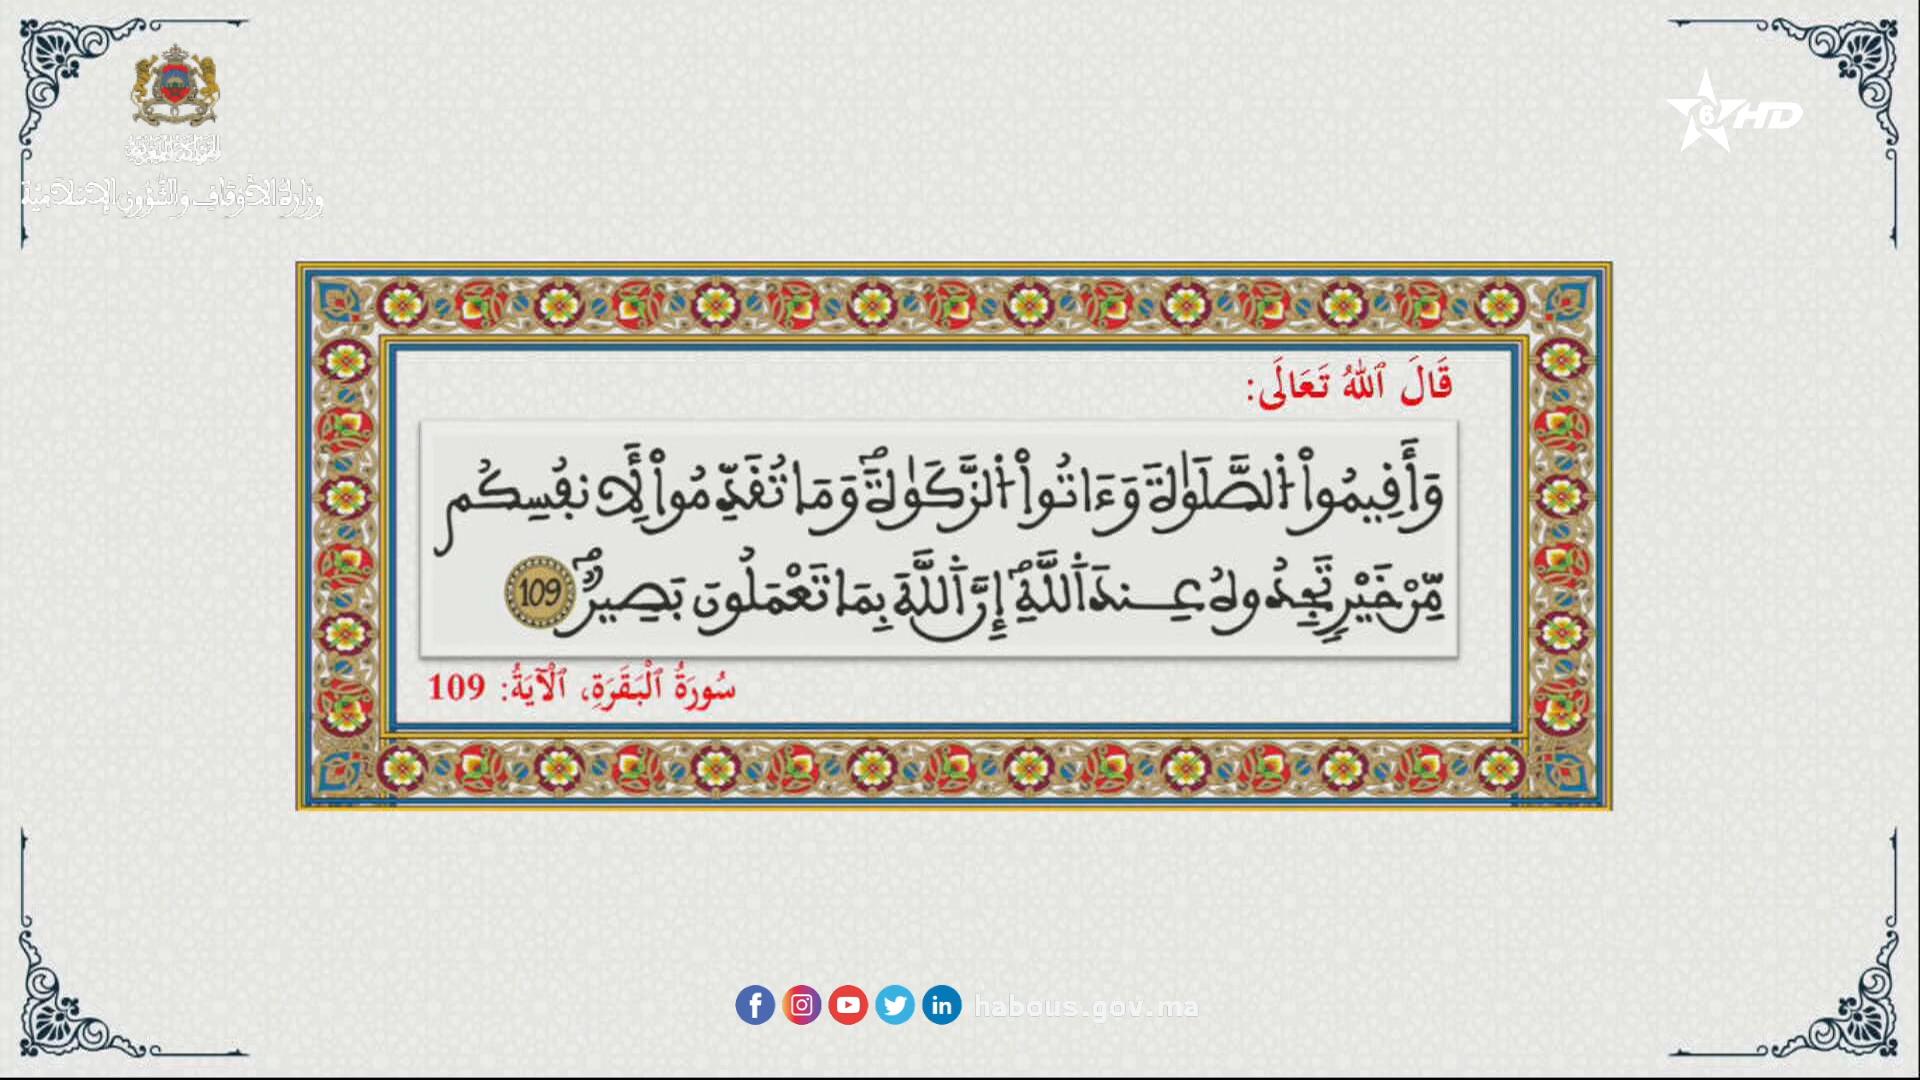 المملكة المغربية
وزارة الأوقاف والشؤون الإسلامية
6 HD
قَالَ ٱللَّهُ تَعَالَى:
وَأَفِيمُواْ ٱلصَّلَوٰةَ وَءَاتُواْ ٱلزَّكَوٰةَۖ وَمَا تُفَدِّمُواْ لِأَنفُسِكُم
مِّنْ خَيْرٖ تَجِدُوهُ عِندَ ٱللَّهِۖ إِنَّ ٱللَّهَ بِمَا تَعْمَلُونَ بَصِيرٞۖ 109
سُورَةُ ٱلْبَقَرَةِ، ٱلْآيَةُ: 109
habous.gov.ma